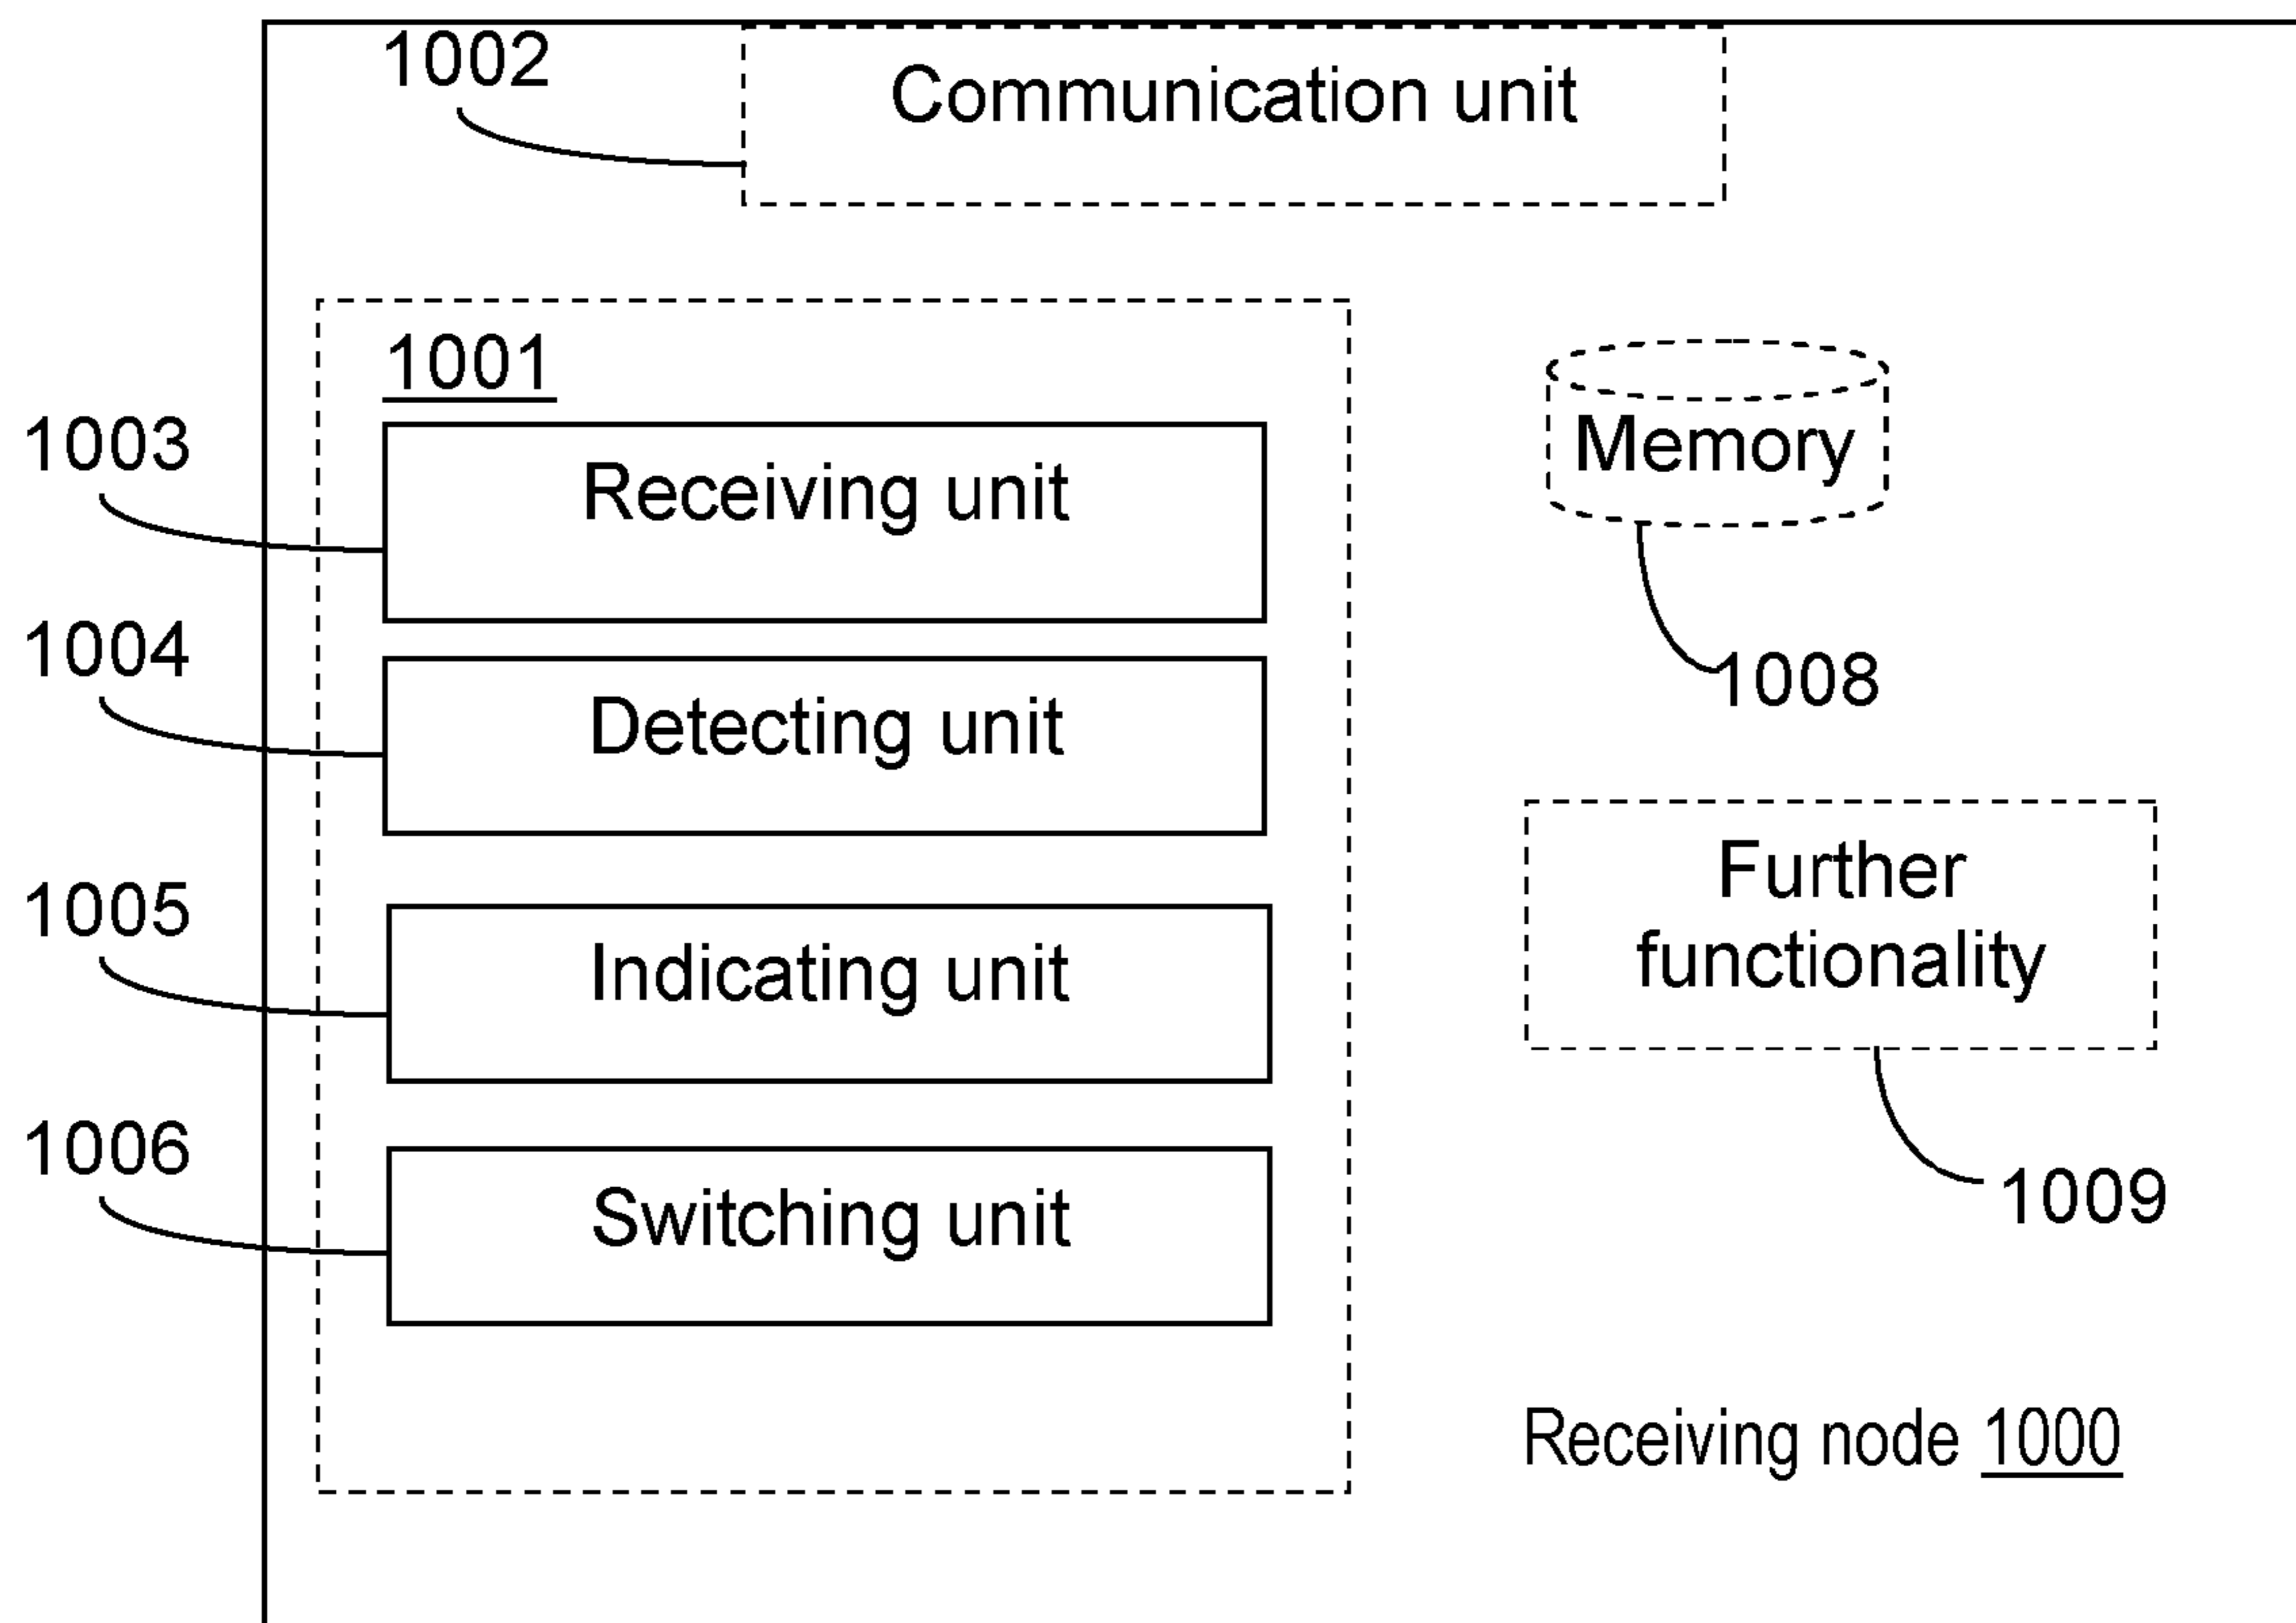 1002
Communication unit
1001
1003
Receiving unit
Memory
1004
Detecting unit
1008
1005
Indicating unit
Further
functionality
1006
Switching unit
1009
Receiving node 1000